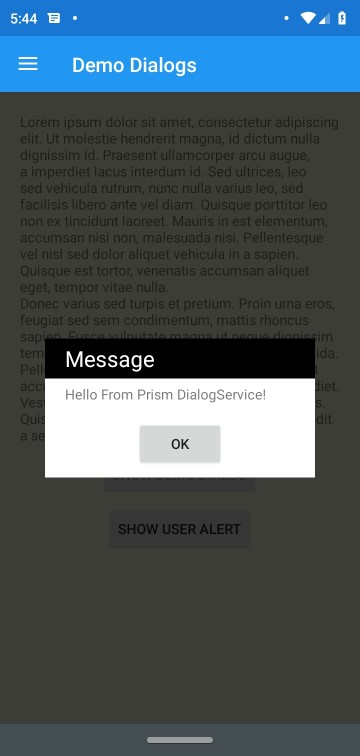 5:44
Demo Dialogs
Lorem ipsum dolor sit amet, consectetur adipiscing
elit. Ut molestie hendrerit magna, id dictum nulla
dignissim id. Praesent ullamcorper arcu augue,
a imperdiet lacus interdum id. Sed ultrices, leo
sed vehicula rutrum, nunc nulla varius leo, sed
facilisis libero ante vel diam. Quisque porttitor leo
non ex tincidunt laoreet. Mauris in est elementum,
accumsan nisi non, malesuada nisi. Pellentesque
vel nisl sed dolor aliquet vehicula in a sapien.
Quisque est tortor, venenatis accumsan aliquet
eget, tempor vitae nulla.
Donec varius sed turpis et pretium. Proin urna eros,
feugiat sed sem condimentum, mattis rhoncus
sapien. Fusce vulputate magna ut neque dignissim
Message
Hello From Prism DialogService!
OK
SHOW DEMO DIALOG
SHOW USER ALERT